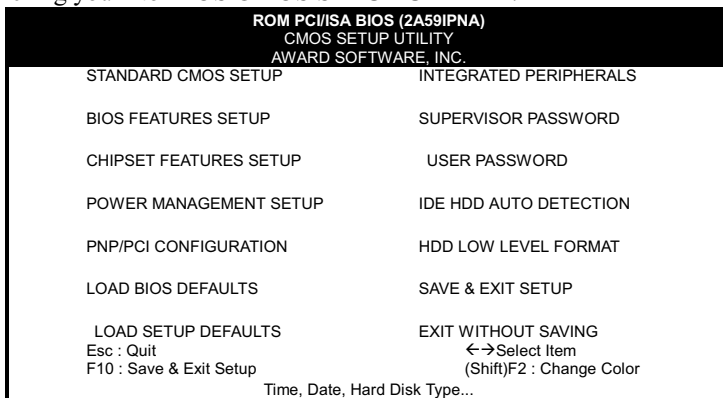 ROM PCI/ISA BIOS (2A59IPNA)
CMOS SETUP UTILITY
AWARD SOFTWARE, INC.
STANDARD CMOS SETUP INTEGRATED PERIPHERALS
BIOS FEATURES SETUP SUPERVISOR PASSWORD
CHIPSET FEATURES SETUP USER PASSWORD
POWER MANAGEMENT SETUP IDE HDD AUTO DETECTION
PNP/PCI CONFIGURATION HDD LOW LEVEL FORMAT
LOAD BIOS DEFAULTS SAVE & EXIT SETUP
LOAD SETUP DEFAULTS EXIT WITHOUT SAVING
Esc : Quit ←→Select Item
F10 : Save & Exit Setup (Shift)F2 : Change Color
Time, Date, Hard Disk Type...